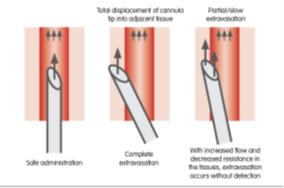 Total displacement of cannula
tip into adjacent tissue
Partial/slow
extravasation
Safe administration
Complete
extravasation
With increased flow and
decreased resistance in
the tissues, extravasation
occurs without detection